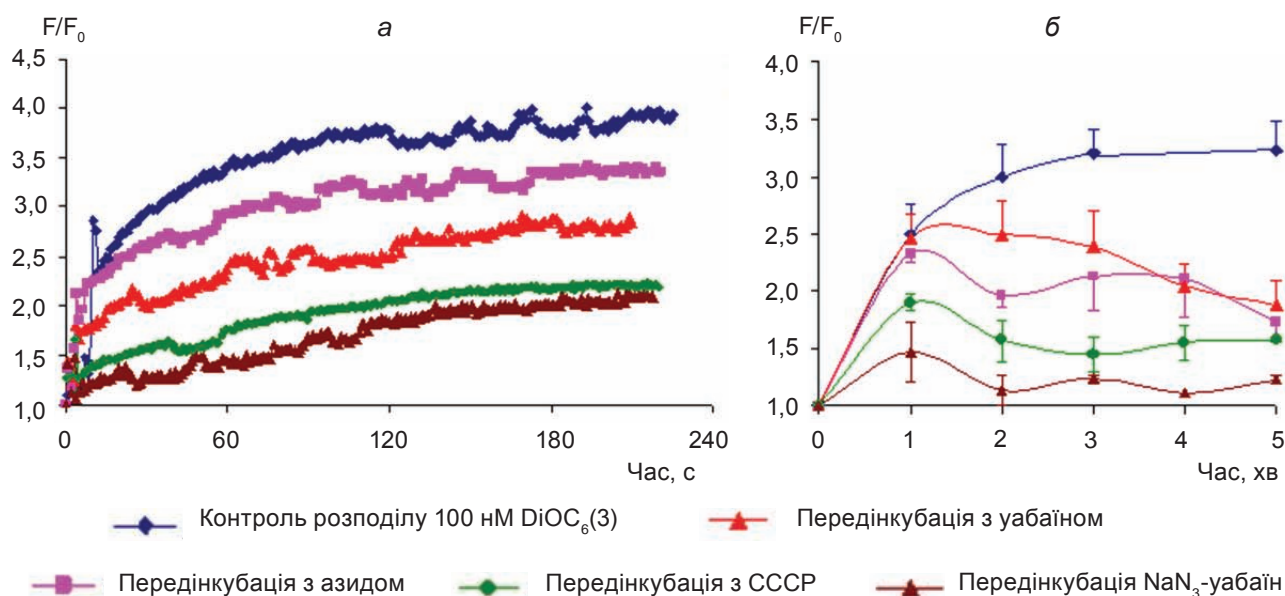 F/F₀
а
4,5
4,0
3,5
3,0
2,5
2,0
1,5
1,0
0
60
120
180
240
Час, с
F/F₀
б
4,0
3,5
3,0
2,5
2,0
1,5
1,0
0
1
2
3
4
5
Час, хв
Контроль розподілу 100 нМ DiOC₆(3)
Передінкубація з уабаїном
Передінкубація з азидом
Передінкубація з CCCP
Передінкубація NaN₃-уабаїн